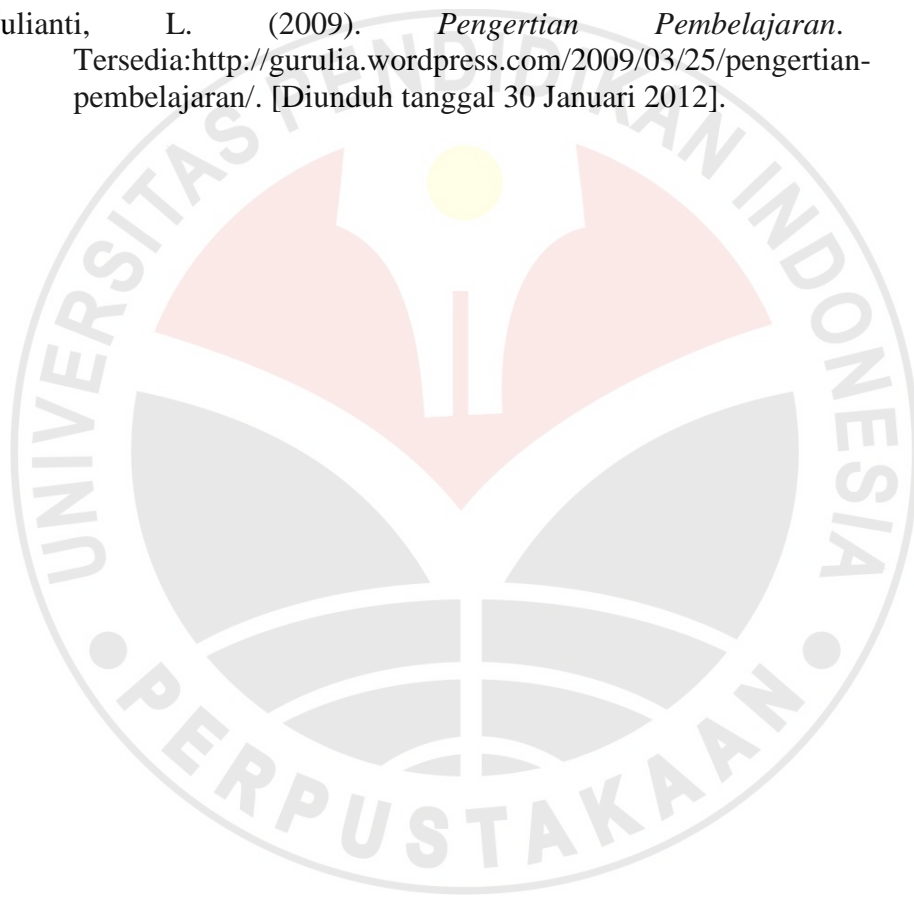 ulianti, L. (2009). Pengertian Pembelajaran.
Tersedia:http://gurulia.wordpress.com/2009/03/25/pengertian-
pembelajaran/. [Diunduh tanggal 30 Januari 2012].
UNIVERSITAS PENDIDIKAN INDONESIA
PERPUSTAKAAN